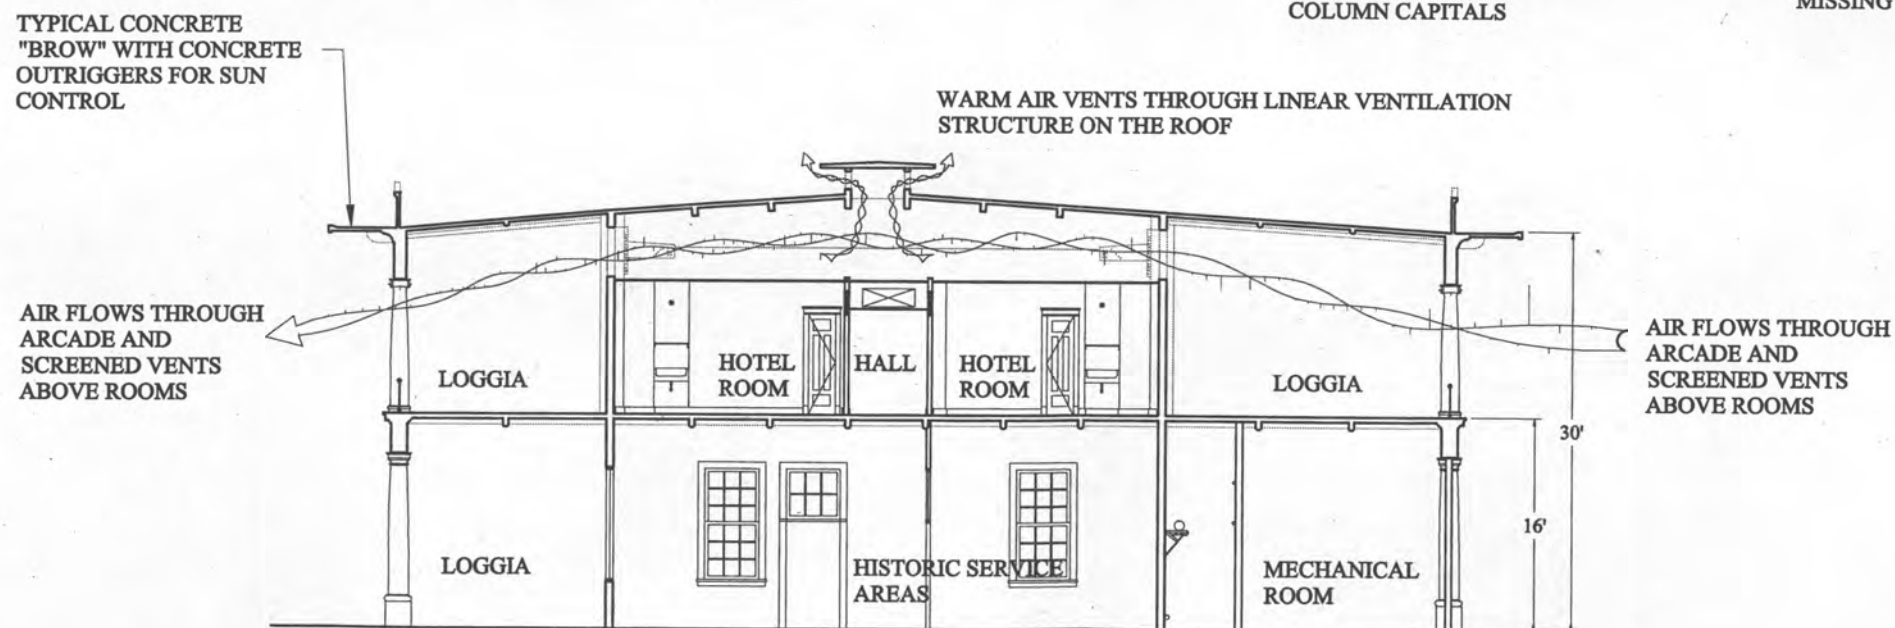 TYPICAL CONCRETE
"BROW" WITH CONCRETE
OUTRIGGERS FOR SUN
CONTROL
COLUMN CAPITALS
MISSING
WARM AIR VENTS THROUGH LINEAR VENTILATION
STRUCTURE ON THE ROOF
AIR FLOWS THROUGH
ARCADE AND
SCREENED VENTS
ABOVE ROOMS
LOGGIA
HOTEL
ROOM
HALL
HOTEL
ROOM
LOGGIA
AIR FLOWS THROUGH
ARCADE AND
SCREENED VENTS
ABOVE ROOMS
30'
16'
LOGGIA
HISTORIC SERVICE
AREAS
MECHANICAL
ROOM